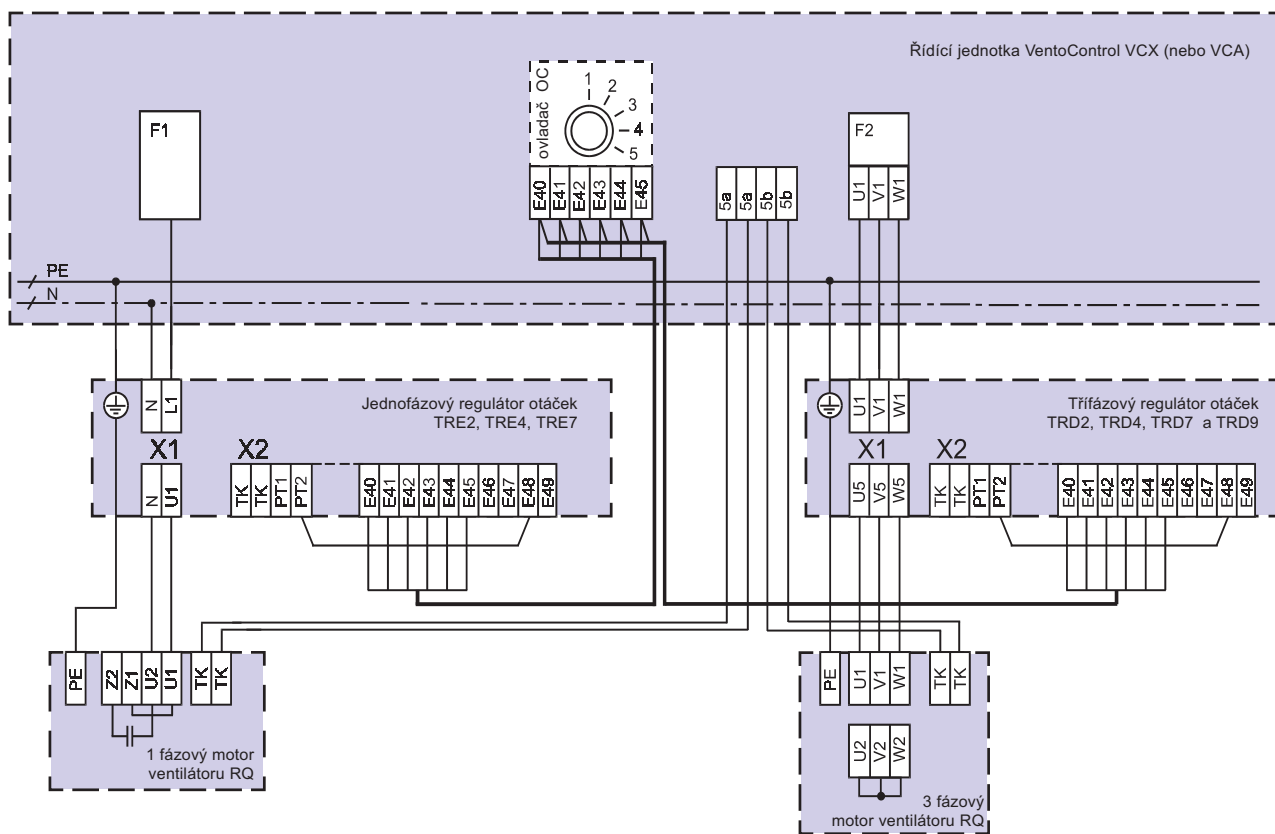 Řídící jednotka VentoControl VCX (nebo VCA)
F1
ovladač OC
1
2
3
4
5
E40 E41 E42 E43 E44 E45
5a 5a 5b 5b
F2
U1 V1 W1
PE
N
N L1
Jednofázový regulátor otáček
TRE2, TRE4, TRE7
X1
X2
N U1
TK TK PT1 PT2
E40 E41 E42 E43 E44 E45 E46 E47 E48 E49
U1 V1 W1
Třífázový regulátor otáček
TRD2, TRD4, TRD7 a TRD9
X1
X2
U5 V5 W5
TK TK PT1 PT2
E40 E41 E42 E43 E44 E45 E46 E47 E48 E49
PE
Z2 Z1 U2 U1
TK TK
1 fázový motor
ventilátoru RQ
PE
U1 V1 W1
TK TK
U2 V2 W2
3 fázový
motor ventilátoru RQ